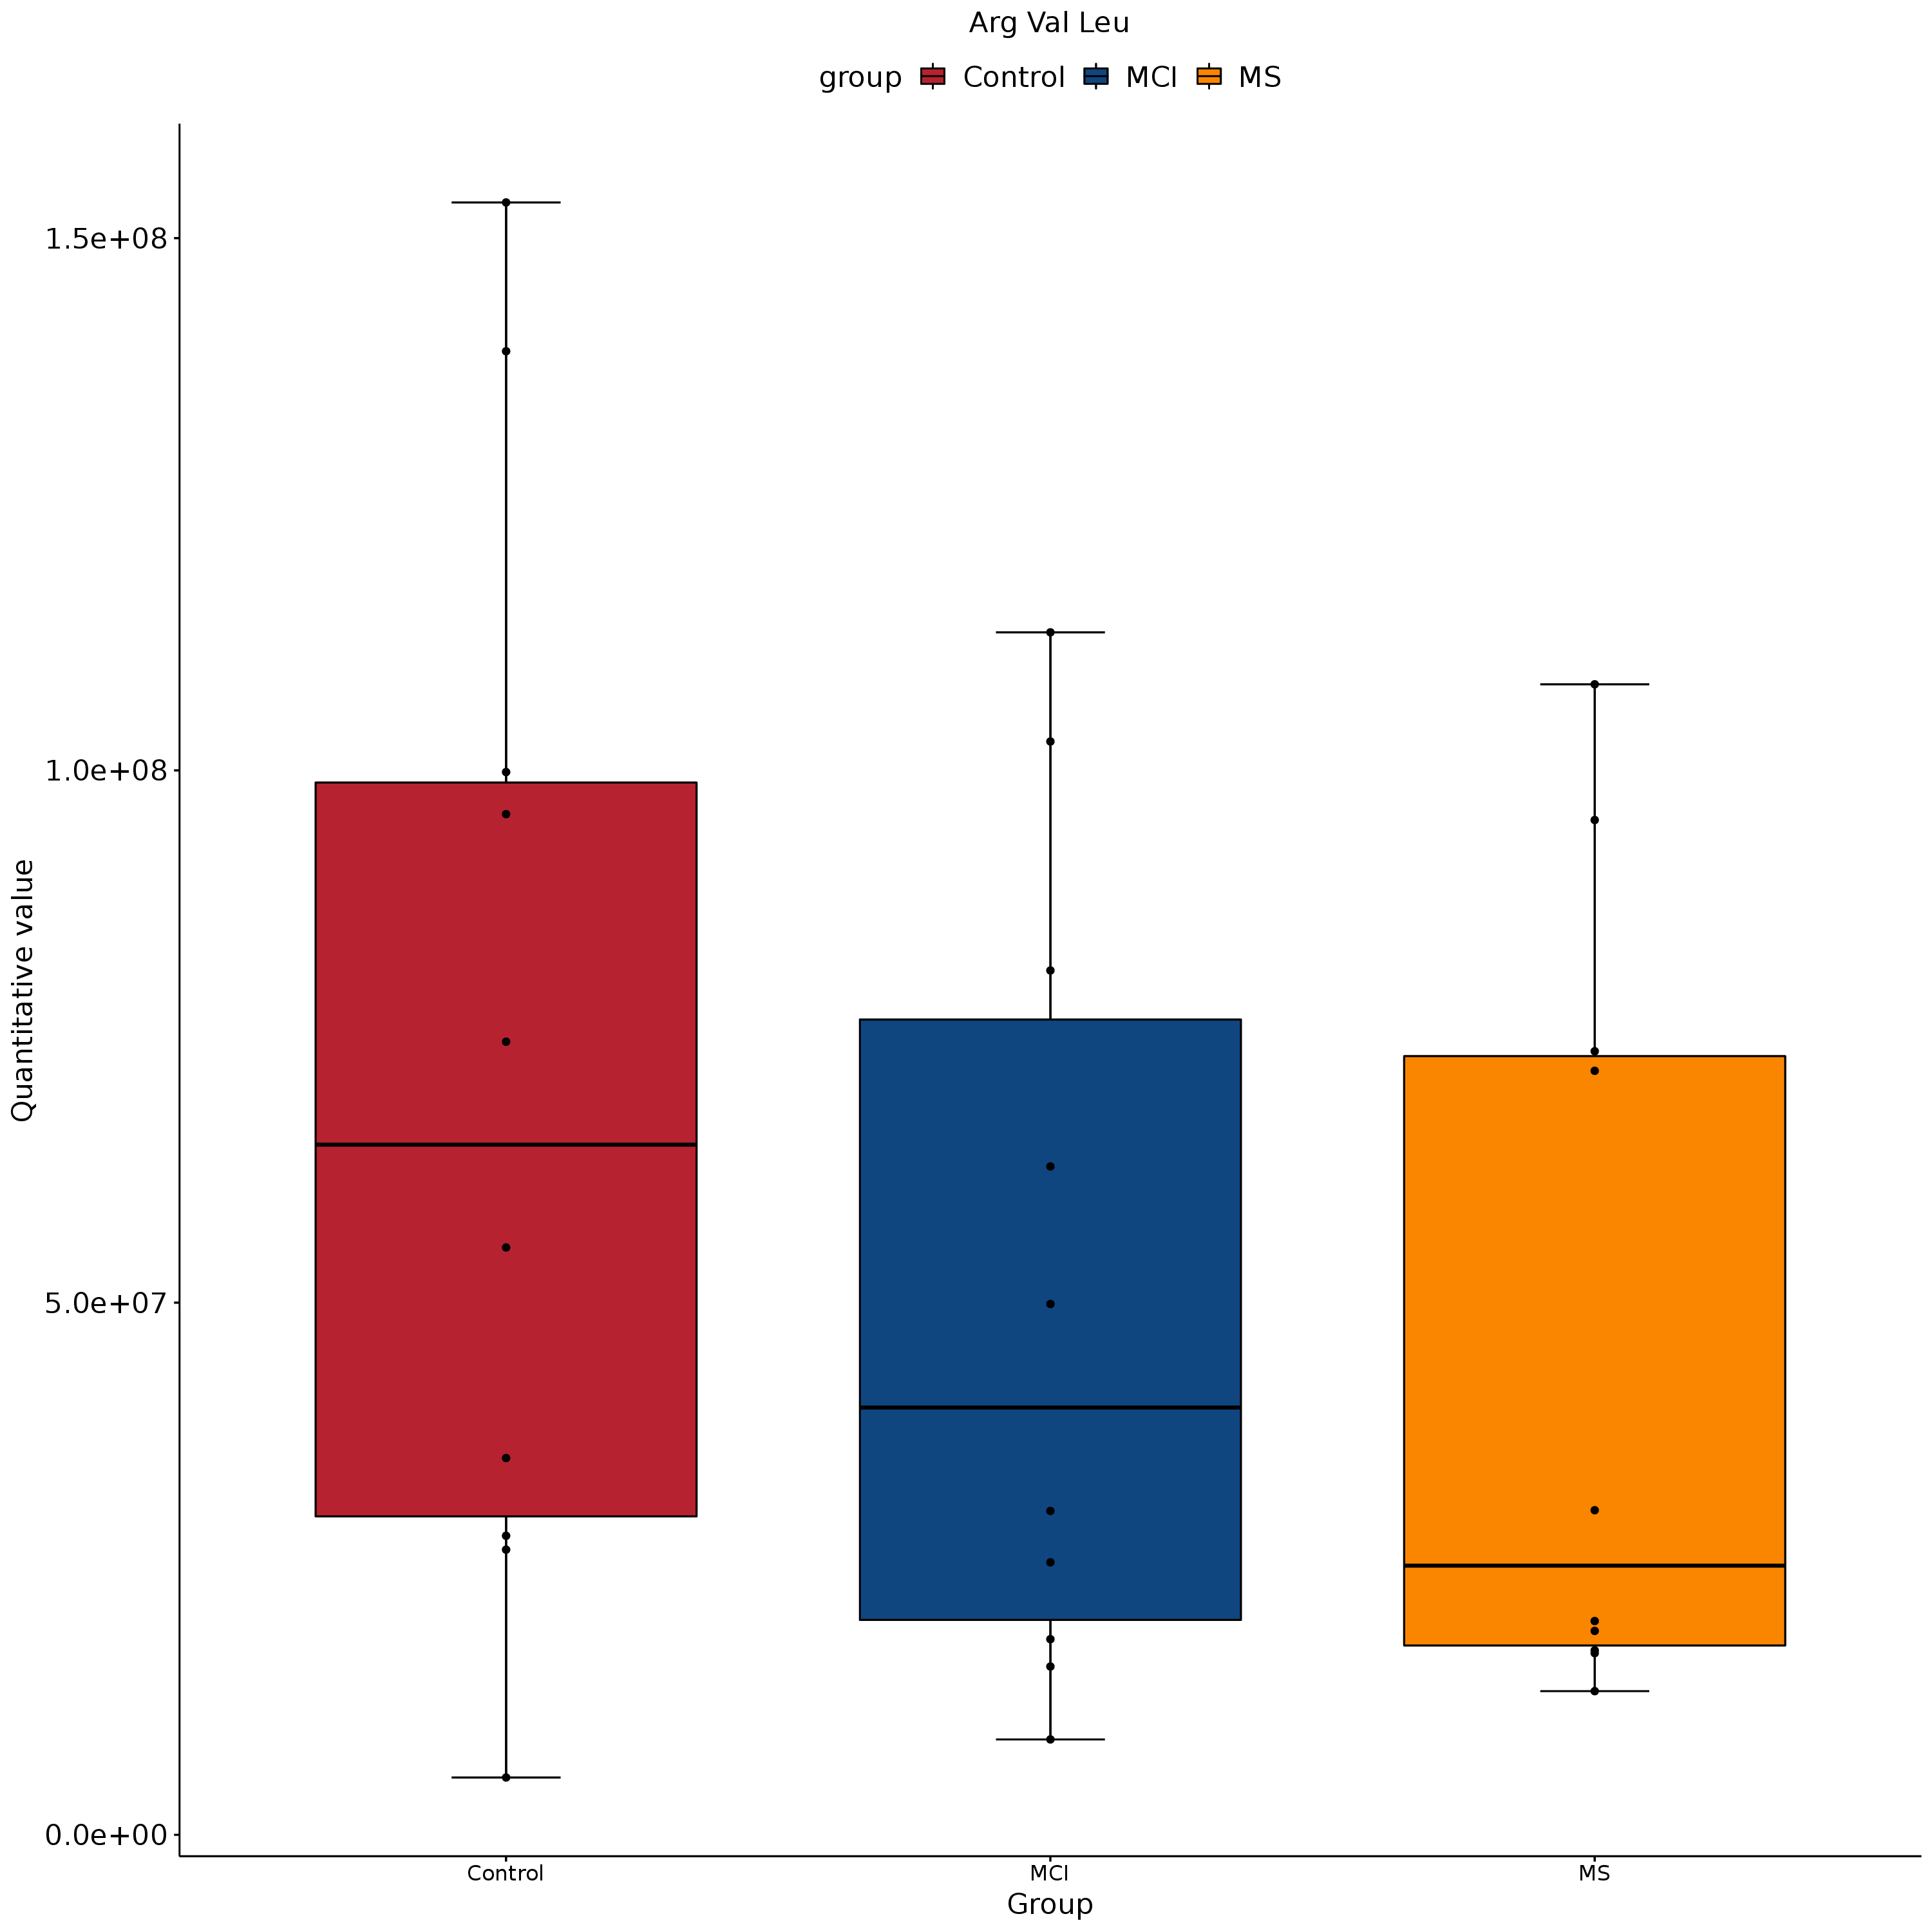 Arg Val Leu
group Control MCI MS
1.5e+08
1.0e+08
5.0e+07
0.0e+00
Quantitative value
Control MCI MS
Group